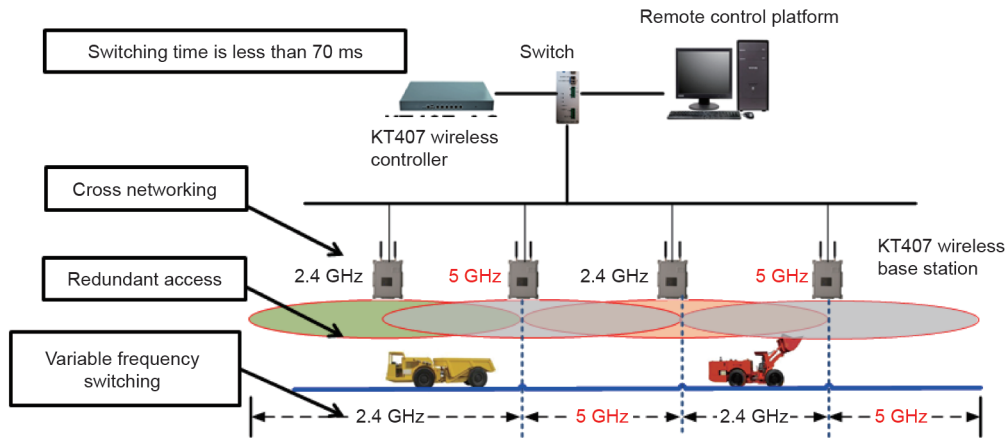 Remote control platform
Switching time is less than 70 ms
Switch
KT407 wireless
controller
Cross networking
KT407 wireless
base station
2.4 GHz
5 GHz
2.4 GHz
5 GHz
Redundant access
Variable frequency
switching
2.4 GHz
5 GHz
2.4 GHz
5 GHz